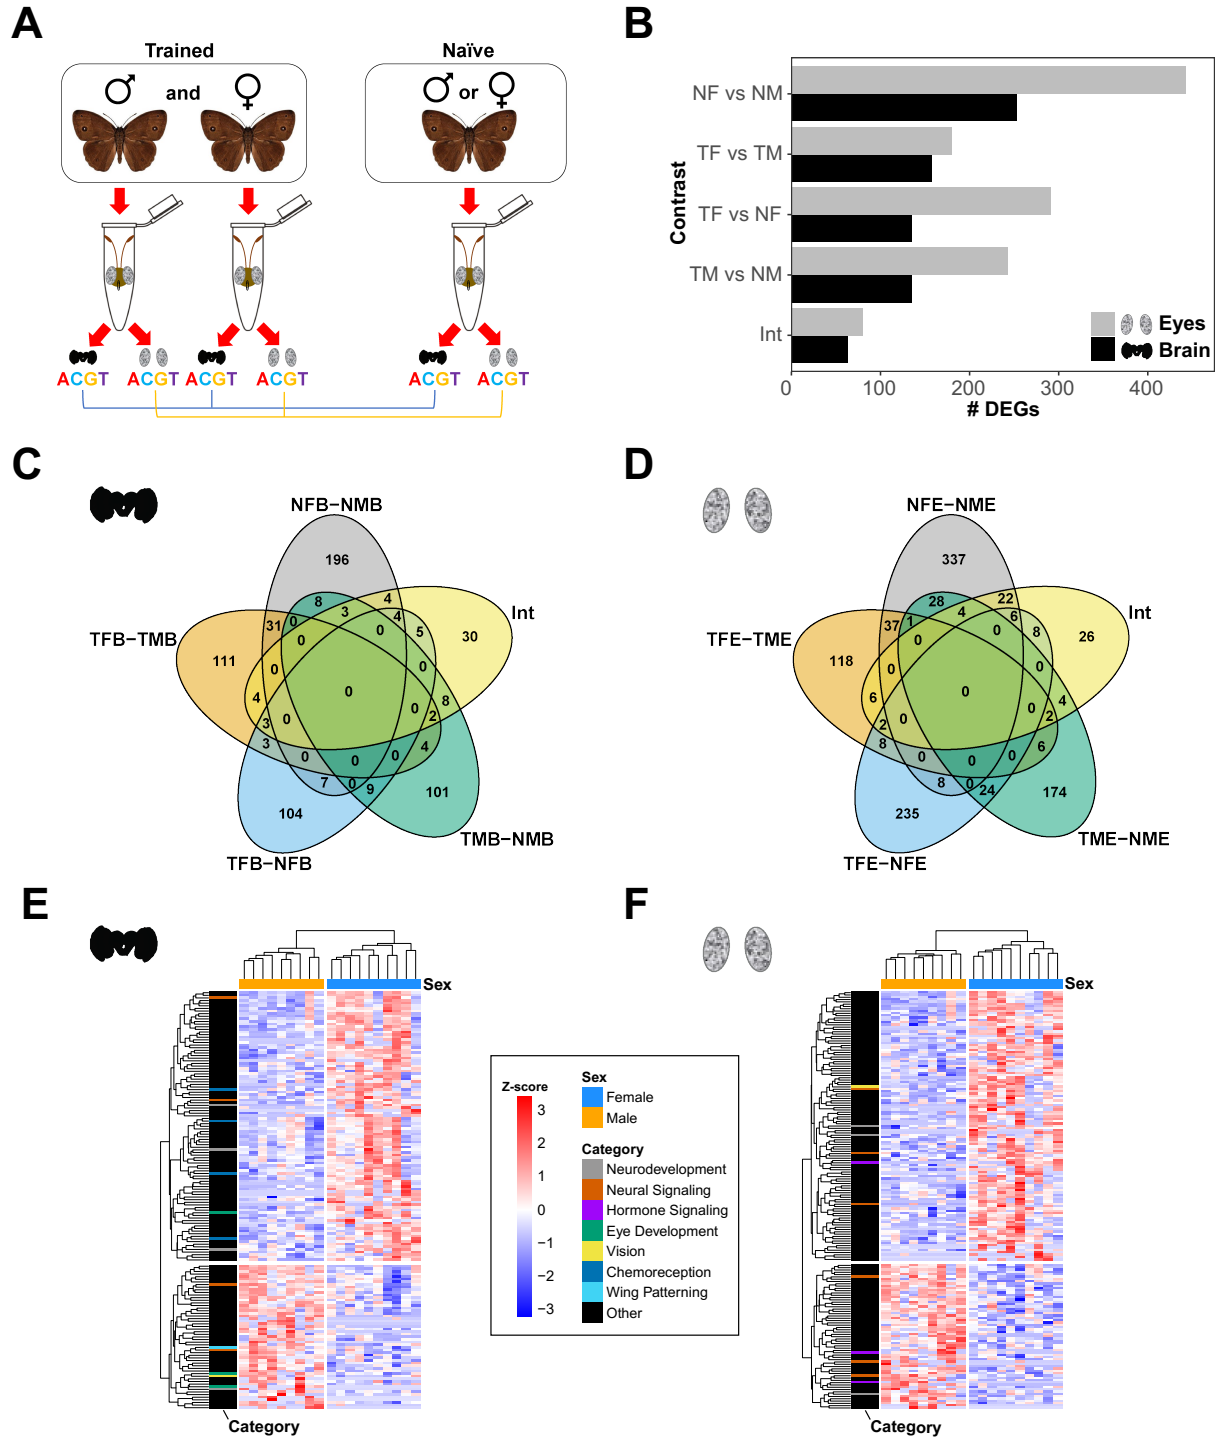 A
Trained
Naïve
♂ and ♀
♂ or ♀
ACGT ACGT ACGT ACGT ACGT ACGT
B
Contrast
NF vs NM
TF vs TM
TF vs NF
TM vs NM
Int
0 100 200 300 400
# DEGs
Eyes
Brain
C
NFB−NMB
Int
TFB−TMB
TFB−NFB
TMB−NMB
196
8 3 4
31 0 0 4 0 5 30
111 0 0
4 0 0 8
3 0 2
3 0 0 0 4
7 0 9 101
104
D
NFE−NME
Int
TFE−TME
TFE−NFE
TME−NME
337
28 4 22
37 1 0 6 0 8 26
118 0 0
6 0 0 4
2 0 2
8 0 0 0 6
8 0 24 174
235
E
Sex
Category
Z-score
3
2
1
0
−1
−2
−3
Sex
Female
Male
Category
Neurodevelopment
Neural Signaling
Hormone Signaling
Eye Development
Vision
Chemoreception
Wing Patterning
Other
F
Sex
Category